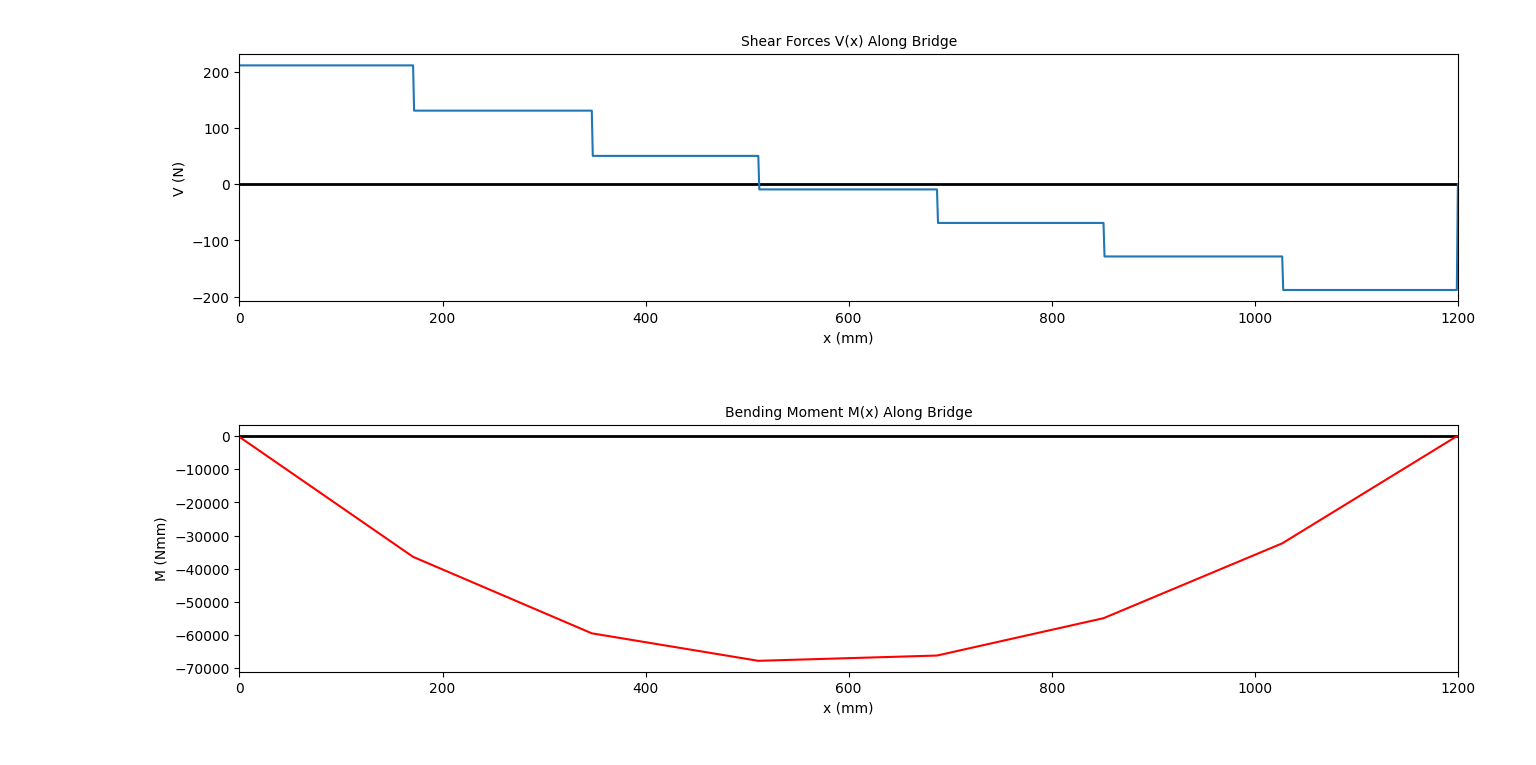 Shear Forces V(x) Along Bridge
200
100
0
−100
−200
V (N)
0 200 400 600 800 1000 1200
x (mm)
Bending Moment M(x) Along Bridge
0
−10000
−20000
−30000
−40000
−50000
−60000
−70000
M (Nmm)
0 200 400 600 800 1000 1200
x (mm)